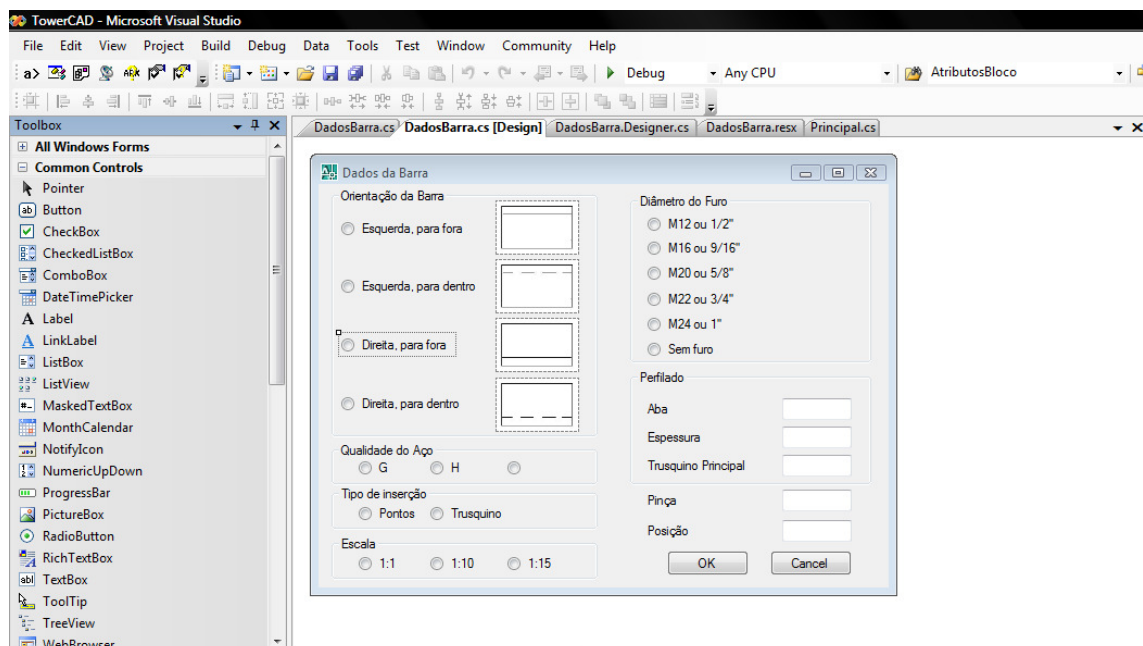 TowerCAD - Microsoft Visual Studio
File Edit View Project Build Debug Data Tools Test Window Community Help
Debug Any CPU AtributosBloco
Toolbox
DadosBarra.cs DadosBarra.cs [Design] DadosBarra.Designer.cs DadosBarra.resx Principal.cs
All Windows Forms
Common Controls
Pointer
Button
CheckBox
CheckedListBox
ComboBox
DateTimePicker
Label
LinkLabel
ListBox
ListView
MaskedTextBox
MonthCalendar
NotifyIcon
NumericUpDown
ProgressBar
PictureBox
RadioButton
RichTextBox
TextBox
ToolTip
TreeView
WebBrowser
Dados da Barra
Orientação da Barra
Esquerda, para fora
Esquerda, para dentro
Direita, para fora
Direita, para dentro
Qualidade do Aço
G H
Tipo de inserção
Pontos Trusquino
Escala
1:1 1:10 1:15
Diâmetro do Furo
M12 ou 1/2"
M16 ou 9/16"
M20 ou 5/8"
M22 ou 3/4"
M24 ou 1"
Sem furo
Perfilado
Aba
Espessura
Trusquino Principal
Pinça
Posição
OK Cancel